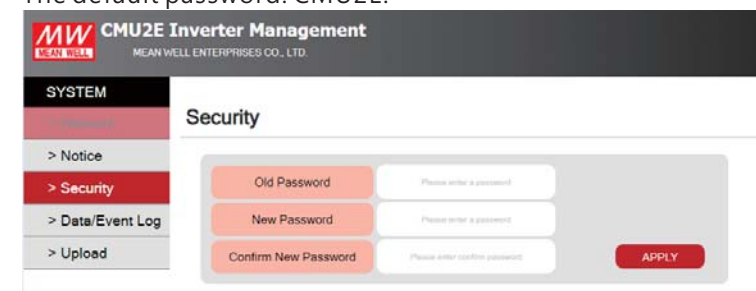 The default password: CMU2E.
MW
MEAN WELL
CMU2E Inverter Management
MEAN WELL ENTERPRISES CO., LTD.
SYSTEM
Security
> Notice
> Security
> Data/Event Log
> Upload
Old Password
Please enter a password
New Password
Please enter a password
Confirm New Password
Please enter confirm password
APPLY